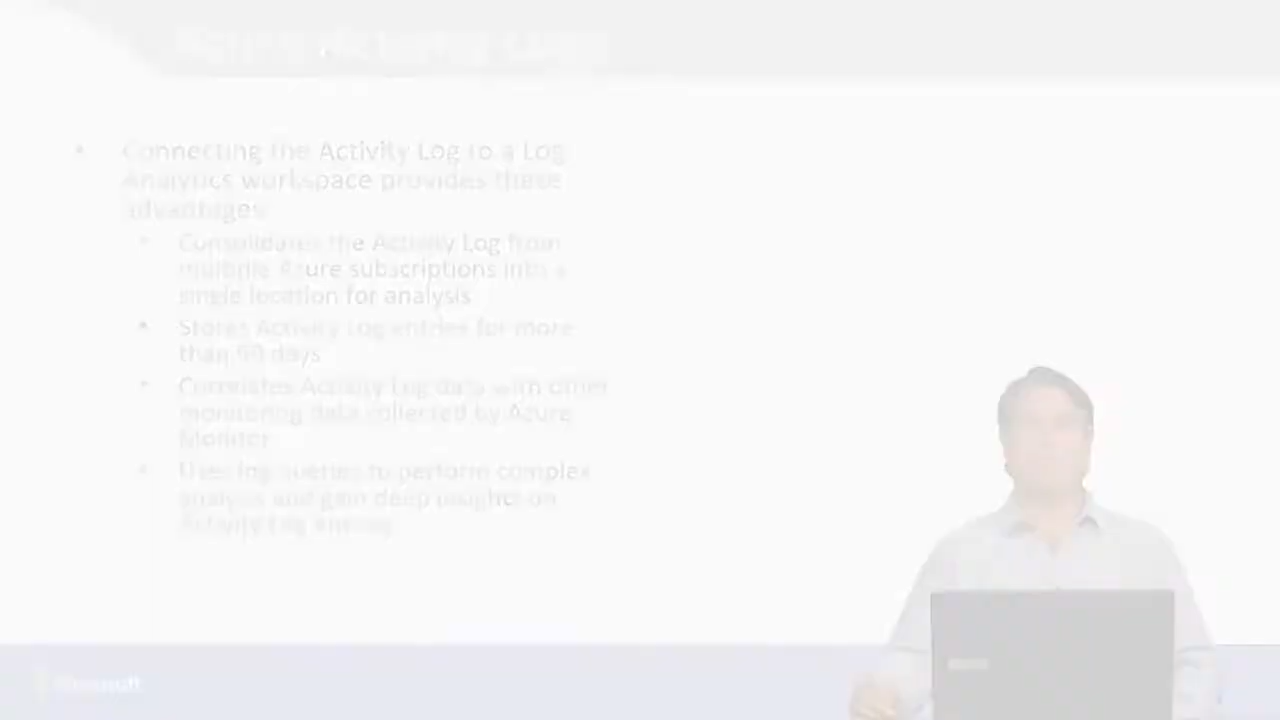 Connecting the Activity Log to a Log
Analytics workspace provides these
advantages
Consolidates the Activity Log from
multiple Azure subscriptions into a
single location for analysis
Stores Activity Log entries for more
than 90 days
Correlates Activity Log data with other
monitoring data collected by Azure
Monitor
Uses log queries to perform complex
analysis and gain deep insights on
Activity Log entries
Microsoft